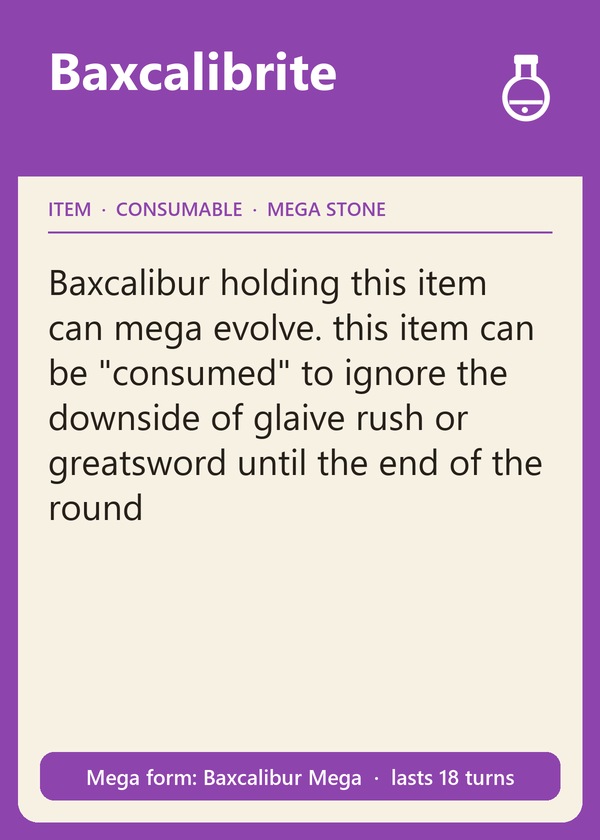 Baxcalibrite
ITEM · CONSUMABLE · MEGA STONE
Baxcalibur holding this item
can mega evolve. this item can
be "consumed" to ignore the
downside of glaive rush or
greatsword until the end of the
round
Mega form: Baxcalibur Mega · lasts 18 turns